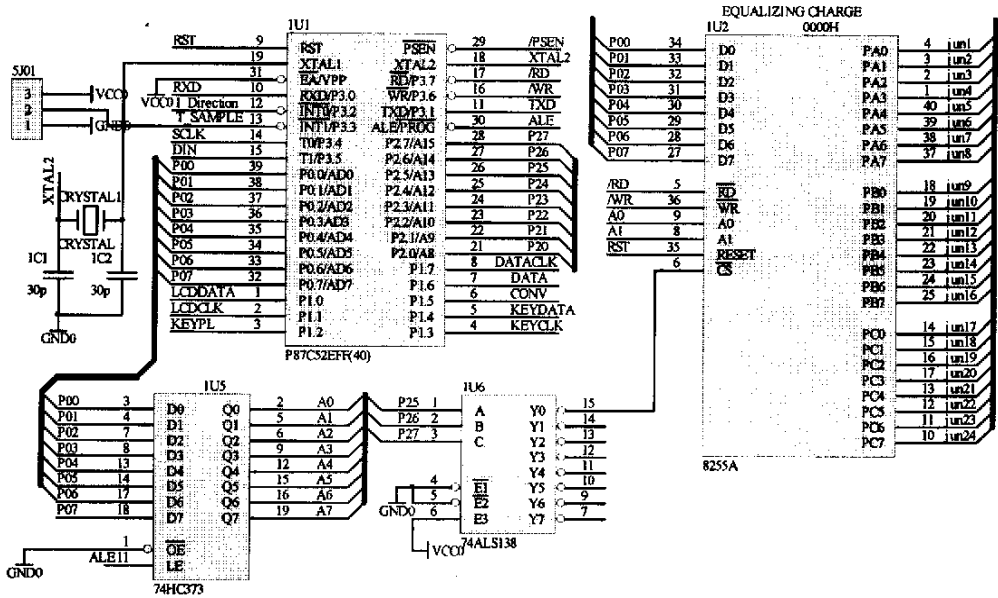 EQUALIZING CHARGE
1U1
1U2 0000H
5J01
3
2
1
VCC0
GND0
RST 9 RST
19 XTAL1
31 EA/VPP
VCC0
RXD 10 RXD/P3.0
I_Direction 12 INT0/P3.2
T_SAMPLE 13 INT1/P3.3
SCLK 14 T0/P3.4
DIN 15 T1/P3.5
P00 39 P0.0/AD0
P01 38 P0.1/AD1
P02 37 P0.2/AD2
P03 36 P0.3AD3
P04 35 P0.4/AD4
P05 34 P0.5/AD5
P06 33 P0.6/AD6
P07 32 P0.7/AD7
LCDDATA 1 P1.0
LCDCLK 2 P1.1
KEYPL 3 P1.2
PSEN 29 /PSEN
XTAL2 18 XTAL2
RD/P3.7 17 /RD
WR/P3.6 16 /WR
TXD/P3.1 11 TXD
ALE/PROG 30 ALE
P2.7/A15 28 P27
P2.6/A14 27 P26
P2.5/A13 26 P25
P2.4/A12 25 P24
P2.3/A11 24 P23
P2.2/A10 23 P22
P2.1/A9 22 P21
P2.0/A8 21 P20
P1.7 8 DATACLK
P1.6 7 DATA
P1.5 6 CONV
P1.4 5 KEYDATA
P1.3 4 KEYCLK
P87C52EFF(40)
XTAL2
CRYSTAL1
CRYSTAL
1C1 1C2
30p 30p
GND0
P00 34 D0
P01 33 D1
P02 32 D2
P03 31 D3
P04 30 D4
P05 29 D5
P06 28 D6
P07 27 D7
/RD 5 RD
/WR 36 WR
A0 9 A0
A1 8 A1
RST 35 RESET
6 CS
PA0 4 jun1
PA1 3 jun2
PA2 2 jun3
PA3 1 jun4
PA4 40 jun5
PA5 39 jun6
PA6 38 jun7
PA7 37 jun8
PB0 18 jun9
PB1 19 jun10
PB2 20 jun11
PB3 21 jun12
PB4 22 jun13
PB5 23 jun14
PB6 24 jun15
PB7 25 jun16
PC0 14 jun17
PC1 15 jun18
PC2 16 jun19
PC3 17 jun20
PC4 13 jun21
PC5 12 jun22
PC6 11 jun23
PC7 10 jun24
8255A
1U5
P00 3 D0 Q0 2 A0
P01 4 D1 Q1 5 A1
P02 7 D2 Q2 6 A2
P03 8 D3 Q3 9 A3
P04 13 D4 Q4 12 A4
P05 14 D5 Q5 15 A5
P06 17 D6 Q6 16 A6
P07 18 D7 Q7 19 A7
1 OE
GND0
ALE 11 LE
74HC373
1U6
P25 1 A Y0 15
P26 2 B Y1 14
P27 3 C Y2 13
Y3 12
Y4 11
4 E1 Y5 10
5 E2 Y6 9
6 E3 Y7 7
GND0
VCC0
74ALS138